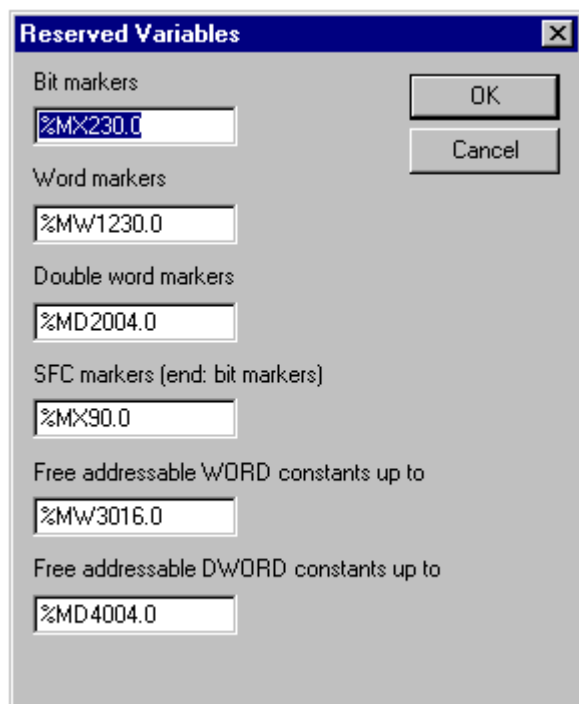 Reserved Variables
Bit markers
OK
%MX230.0
Cancel
Word markers
%MW1230.0
Double word markers
%MD2004.0
SFC markers (end: bit markers)
%MX90.0
Free addressable WORD constants up to
%MW3016.0
Free addressable DWORD constants up to
%MD4004.0